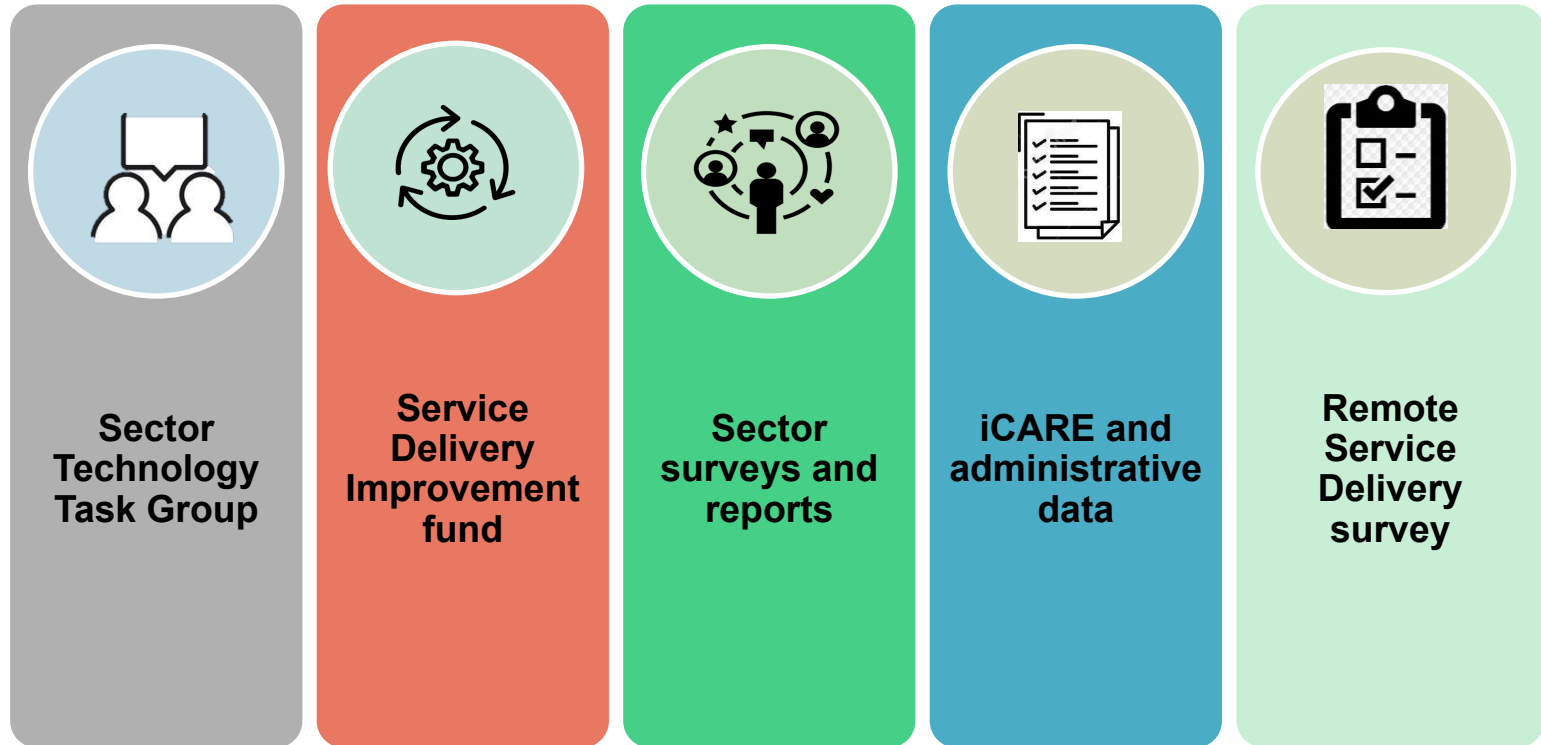 Sector
Technology
Task Group
Service
Delivery
Improvement
fund
Sector
surveys and
reports
iCARE and
administrative
data
Remote
Service
Delivery
survey